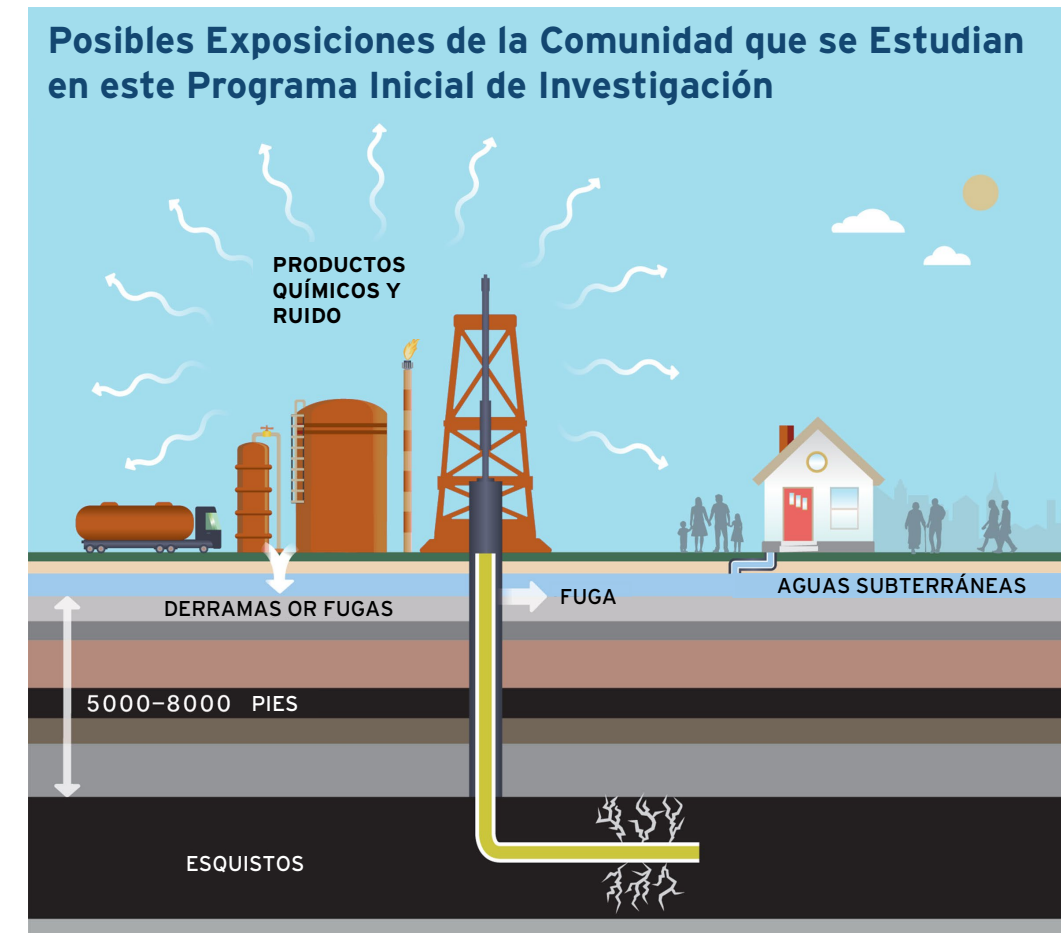 Posibles Exposiciones de la Comunidad que se Estudian
en este Programa Inicial de Investigación
PRODUCTOS
QUÍMICOS Y
RUIDO
DERRAMAS OR FUGAS
FUGA
AGUAS SUBTERRÁNEAS
5000–8000 PIES
ESQUISTOS